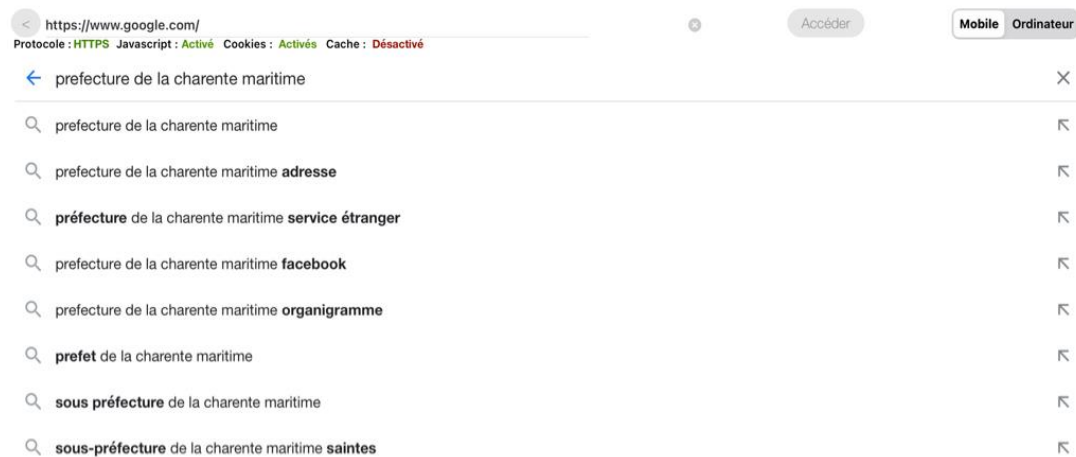 < https://www.google.com/ Accéder Mobile Ordinateur
Protocole : HTTPS Javascript : Activé Cookies : Activés Cache : Désactivé
prefecture de la charente maritime
prefecture de la charente maritime
prefecture de la charente maritime adresse
préfecture de la charente maritime service étranger
prefecture de la charente maritime facebook
prefecture de la charente maritime organigramme
prefet de la charente maritime
sous préfecture de la charente maritime
sous-préfecture de la charente maritime saintes